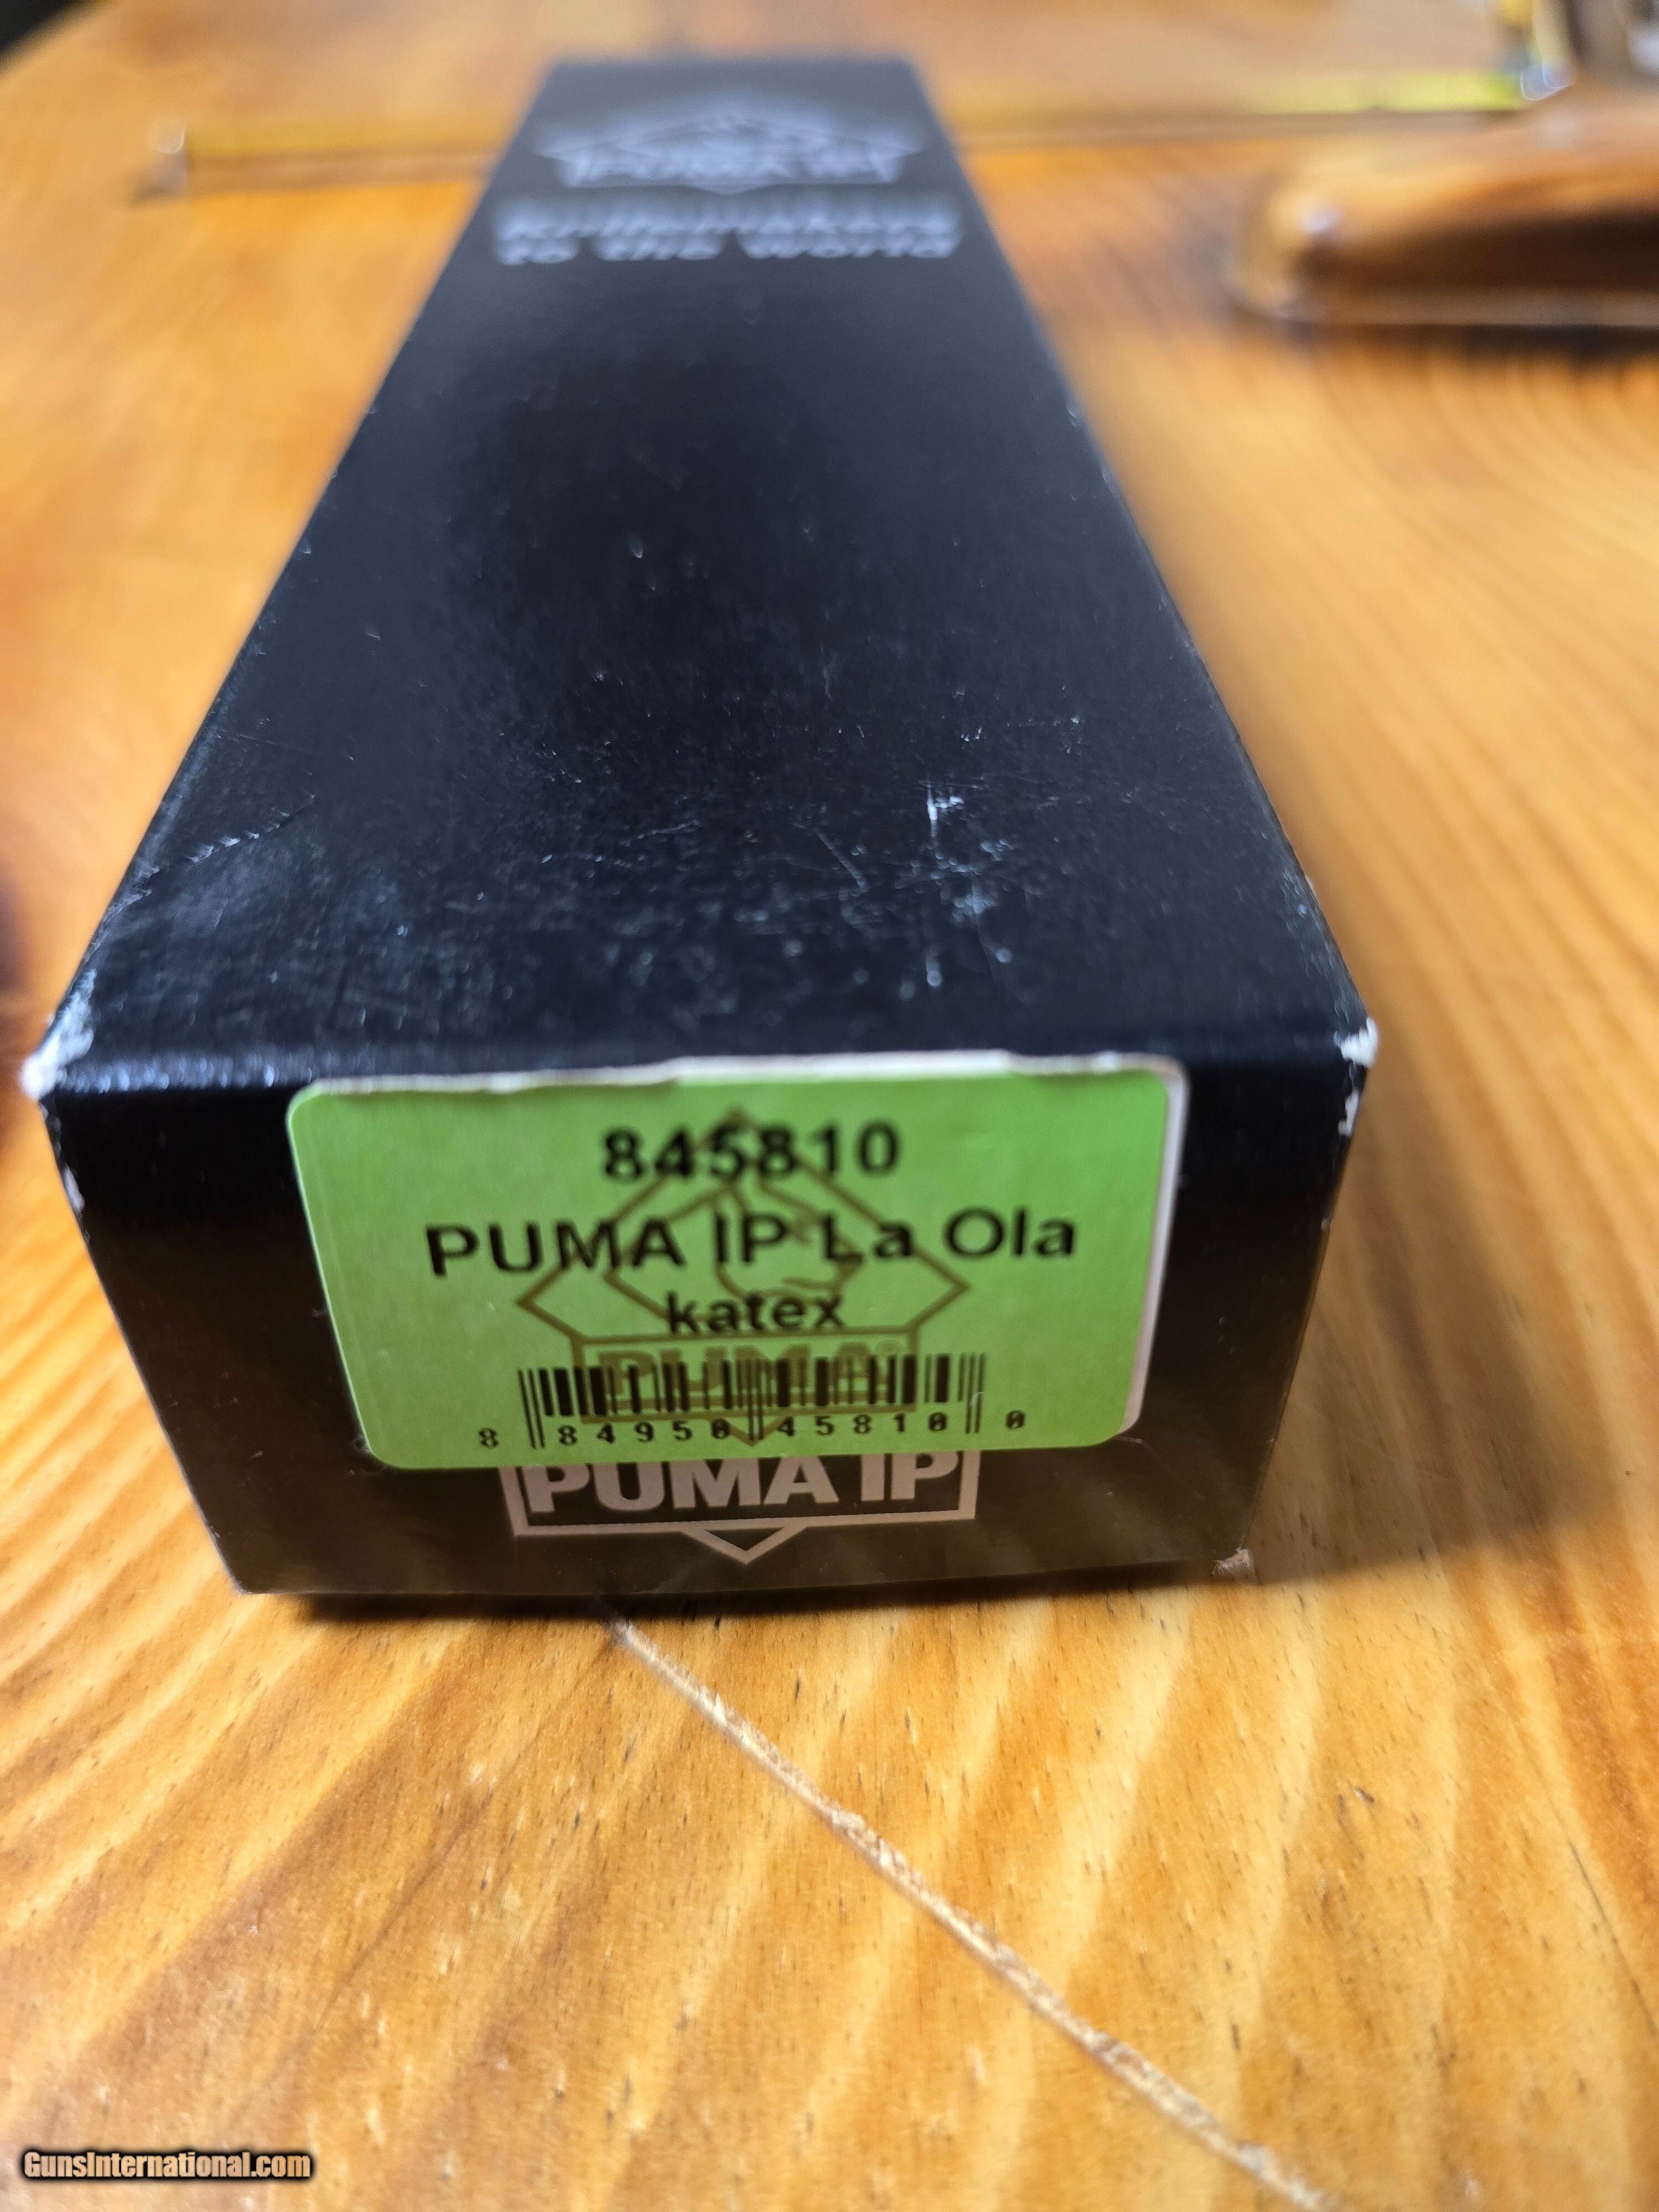 PUMA IP
Knifemakers
to the world
845810
PUMA IP La Ola
katex
PUMA®
8 84950 45810 0
PUMA IP
GunsInternational.com